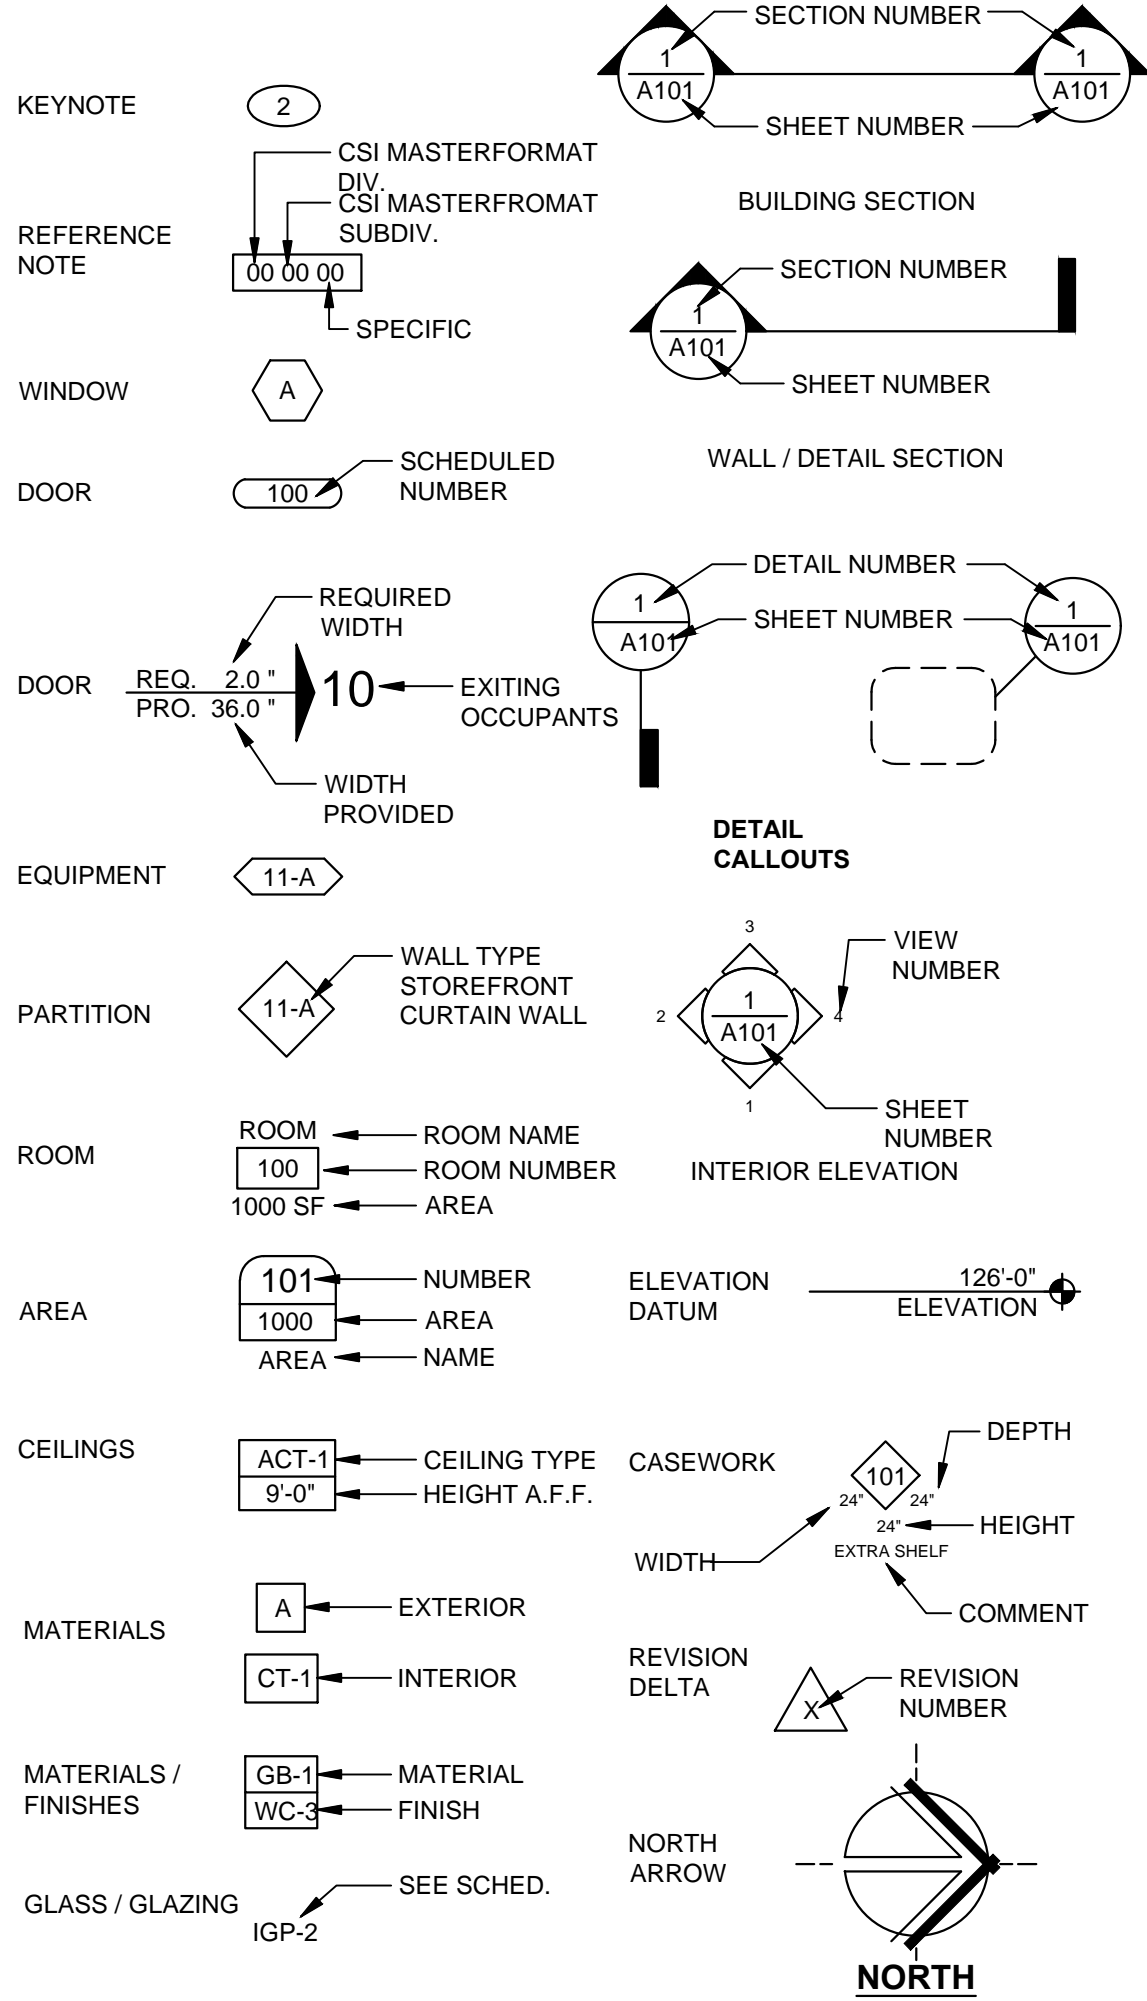 KEYNOTE
2
CSI MASTERFORMAT
DIV.
CSI MASTERFROMAT
SUBDIV.
REFERENCE
NOTE
00 00 00
SPECIFIC
WINDOW
A
DOOR
100
SCHEDULED
NUMBER
REQUIRED
WIDTH
DOOR
REQ. 2.0 "
PRO. 36.0 "
10
EXITING
OCCUPANTS
WIDTH
PROVIDED
EQUIPMENT
11-A
PARTITION
11-A
WALL TYPE
STOREFRONT
CURTAIN WALL
ROOM
ROOM
ROOM NAME
100
ROOM NUMBER
1000 SF
AREA
AREA
101
NUMBER
1000
AREA
AREA
NAME
CEILINGS
ACT-1
CEILING TYPE
9'-0"
HEIGHT A.F.F.
MATERIALS
A
EXTERIOR
CT-1
INTERIOR
MATERIALS /
FINISHES
GB-1
MATERIAL
WC-3
FINISH
GLASS / GLAZING
SEE SCHED.
IGP-2
SECTION NUMBER
1
A101
1
A101
SHEET NUMBER
BUILDING SECTION
SECTION NUMBER
1
A101
SHEET NUMBER
WALL / DETAIL SECTION
DETAIL NUMBER
1
A101
SHEET NUMBER
1
A101
DETAIL
CALLOUTS
3
VIEW
NUMBER
2
1
A101
4
1
SHEET
NUMBER
INTERIOR ELEVATION
ELEVATION
DATUM
126'-0"
ELEVATION
CASEWORK
DEPTH
101
24"
24"
24"
HEIGHT
EXTRA SHELF
WIDTH
COMMENT
REVISION
DELTA
X
REVISION
NUMBER
NORTH
ARROW
NORTH